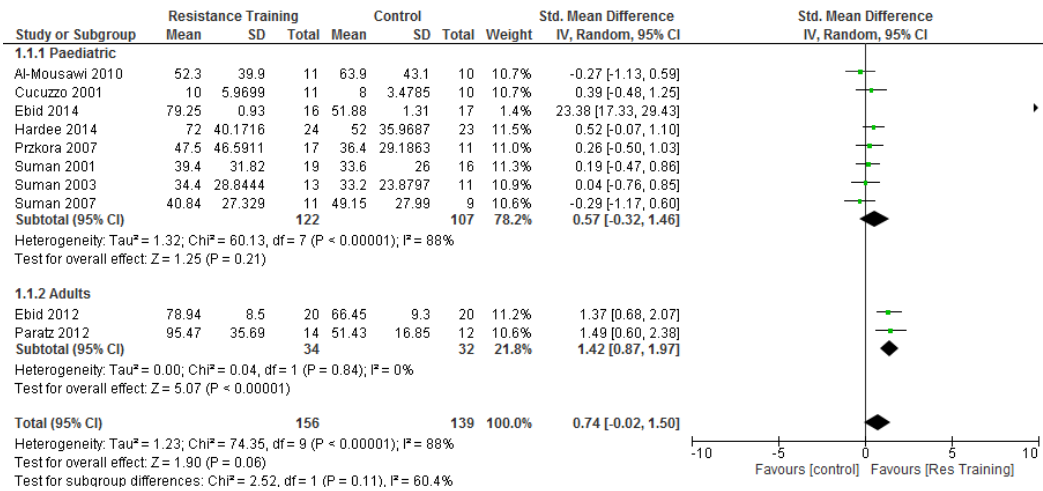 Resistance Training Control Std. Mean Difference Std. Mean Difference
Study or Subgroup Mean SD Total Mean SD Total Weight IV, Random, 95% CI IV, Random, 95% CI
1.1.1 Paediatric
Al-Mousawi 2010 52.3 39.9 11 63.9 43.1 10 10.7% -0.27 [-1.13, 0.59]
Cucuzzo 2001 10 5.9699 11 8 3.4785 10 10.7% 0.39 [-0.48, 1.25]
Ebid 2014 79.25 0.93 16 51.88 1.31 17 1.4% 23.38 [17.33, 29.43]
Hardee 2014 72 40.1716 24 52 35.9687 23 11.5% 0.52 [-0.07, 1.10]
Przkora 2007 47.5 46.5911 17 36.4 29.1863 11 11.0% 0.26 [-0.50, 1.03]
Suman 2001 39.4 31.82 19 33.6 26 16 11.3% 0.19 [-0.47, 0.86]
Suman 2003 34.4 28.8444 13 33.2 23.8797 11 10.9% 0.04 [-0.76, 0.85]
Suman 2007 40.84 27.329 11 49.15 27.99 9 10.6% -0.29 [-1.17, 0.60]
Subtotal (95% CI) 122 107 78.2% 0.57 [-0.32, 1.46]
Heterogeneity: Tau² = 1.32; Chi² = 60.13, df = 7 (P < 0.00001); I² = 88%
Test for overall effect: Z = 1.25 (P = 0.21)
1.1.2 Adults
Ebid 2012 78.94 8.5 20 66.45 9.3 20 11.2% 1.37 [0.68, 2.07]
Paratz 2012 95.47 35.69 14 51.43 16.85 12 10.6% 1.49 [0.60, 2.38]
Subtotal (95% CI) 34 32 21.8% 1.42 [0.87, 1.97]
Heterogeneity: Tau² = 0.00; Chi² = 0.04, df = 1 (P = 0.84); I² = 0%
Test for overall effect: Z = 5.07 (P < 0.00001)
Total (95% CI) 156 139 100.0% 0.74 [-0.02, 1.50]
Heterogeneity: Tau² = 1.23; Chi² = 74.35, df = 9 (P < 0.00001); I² = 88%
Test for overall effect: Z = 1.90 (P = 0.06)
Test for subgroup differences: Chi² = 2.52, df = 1 (P = 0.11), I² = 60.4%
-10 -5 0 5 10
Favours [control] Favours [Res Training]